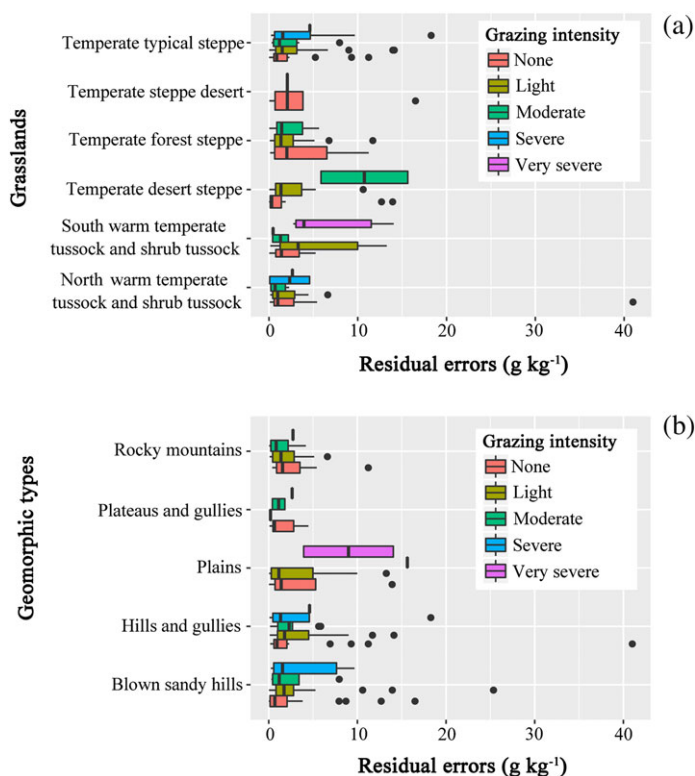 (a)
Grasslands
Temperate typical steppe
Temperate steppe desert
Temperate forest steppe
Temperate desert steppe
South warm temperate
tussock and shrub tussock
North warm temperate
tussock and shrub tussock
Grazing intensity
None
Light
Moderate
Severe
Very severe
0 10 20 30 40
Residual errors (g kg⁻¹)
(b)
Geomorphic types
Rocky mountains
Plateaus and gullies
Plains
Hills and gullies
Blown sandy hills
Grazing intensity
None
Light
Moderate
Severe
Very severe
0 10 20 30 40
Residual errors (g kg⁻¹)